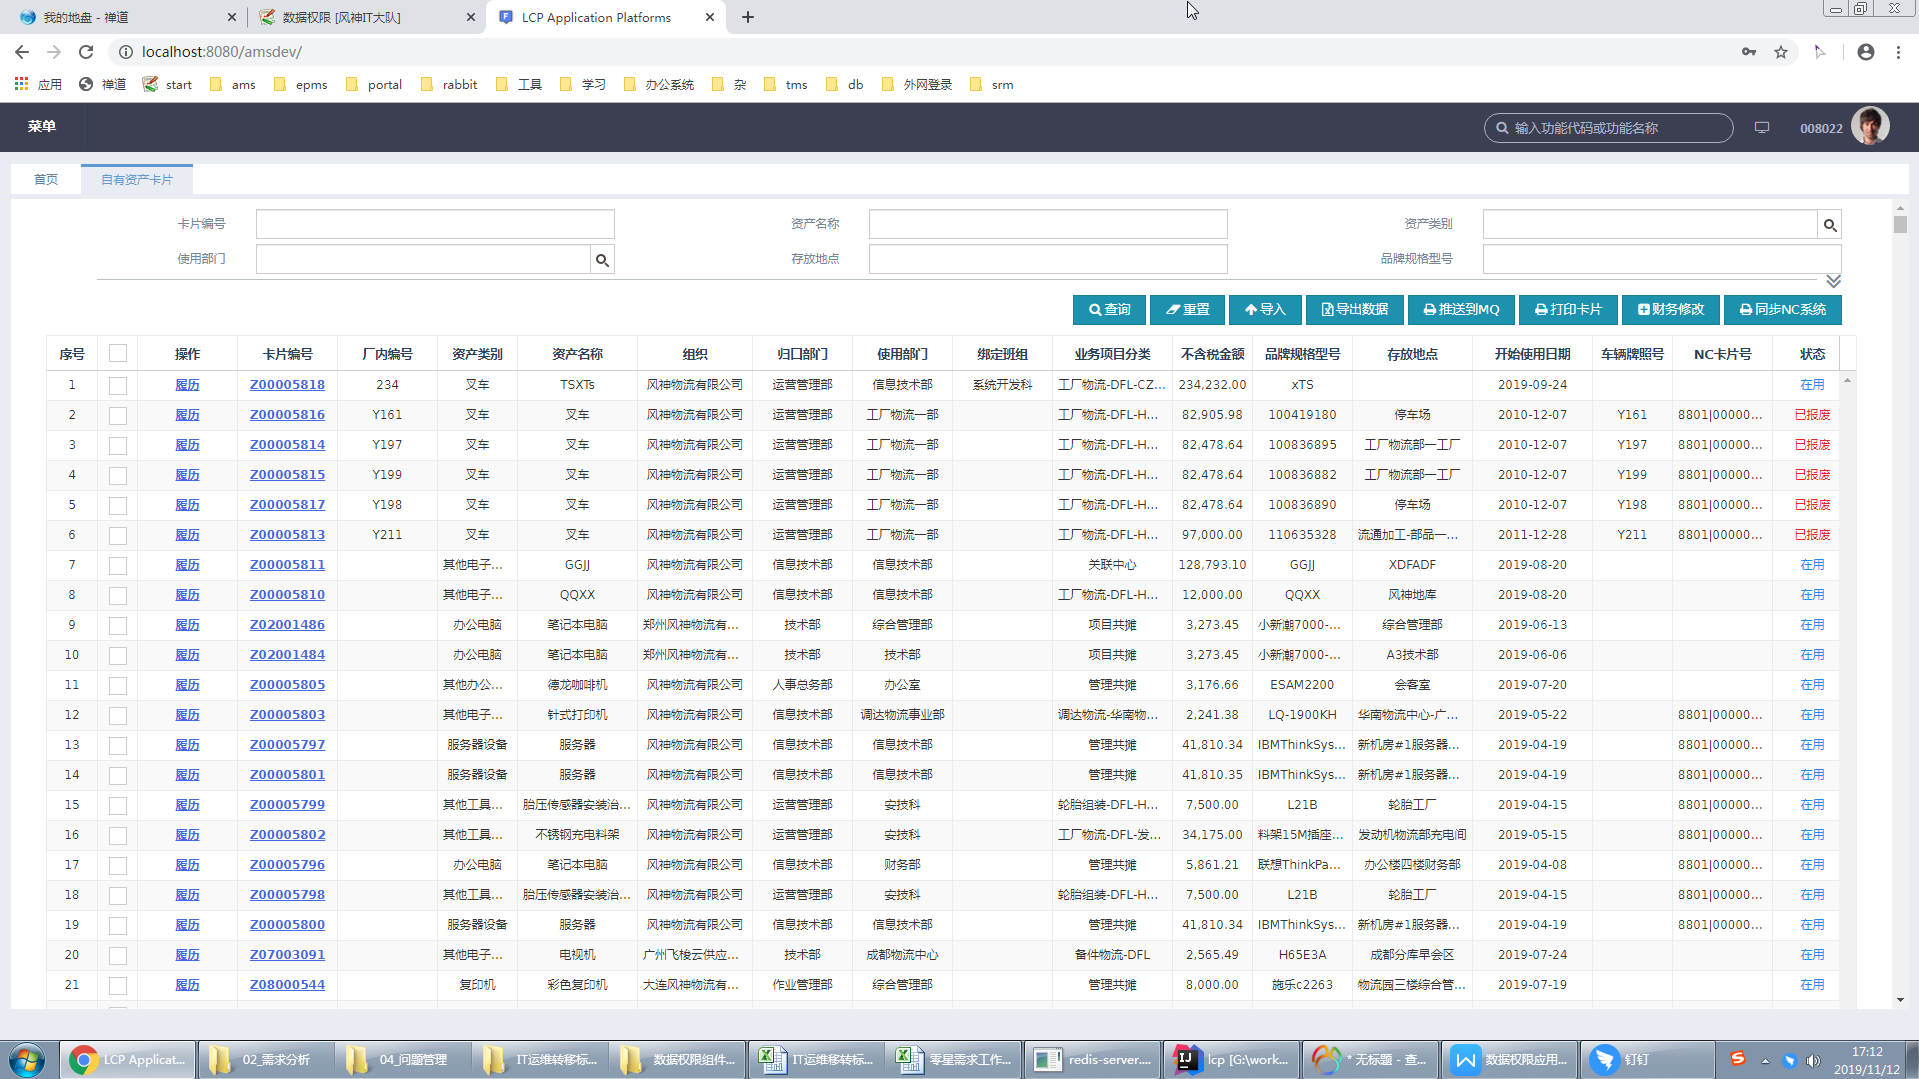 我的地盘 - 禅道
数据权限 [风神IT大队]
LCP Application Platforms
localhost:8080/amsdev/
应用 禅道 start ams epms portal rabbit 工具 学习 办公系统 杂 tms db 外网登录 srm
菜单 输入功能代码或功能名称 008022
首页 自有资产卡片
卡片编号 资产名称 资产类别
使用部门 存放地点 品牌规格型号
查询 重置 导入 导出数据 推送到MQ 打印卡片 财务修改 同步NC系统
序号 操作 卡片编号 厂内编号 资产类别 资产名称 组织 归口部门 使用部门 绑定班组 业务项目分类 不含税金额 品牌规格型号 存放地点 开始使用日期 车辆牌照号 NC卡片号 状态
1 履历 Z00005818 234 叉车 TSXTs 风神物流有限公司 运营管理部 信息技术部 系统开发科 工厂物流-DFL-CZ... 234,232.00 xTS 2019-09-24 在用
2 履历 Z00005816 Y161 叉车 叉车 风神物流有限公司 运营管理部 工厂物流一部 工厂物流-DFL-H... 82,905.98 100419180 停车场 2010-12-07 Y161 8801|00000... 已报废
3 履历 Z00005814 Y197 叉车 叉车 风神物流有限公司 运营管理部 工厂物流一部 工厂物流-DFL-H... 82,478.64 100836895 工厂物流部一工厂 2010-12-07 Y197 8801|00000... 已报废
4 履历 Z00005815 Y199 叉车 叉车 风神物流有限公司 运营管理部 工厂物流一部 工厂物流-DFL-H... 82,478.64 100836882 工厂物流部一工厂 2010-12-07 Y199 8801|00000... 已报废
5 履历 Z00005817 Y198 叉车 叉车 风神物流有限公司 运营管理部 工厂物流一部 工厂物流-DFL-H... 82,478.64 100836890 停车场 2010-12-07 Y198 8801|00000... 已报废
6 履历 Z00005813 Y211 叉车 叉车 风神物流有限公司 运营管理部 工厂物流一部 工厂物流-DFL-H... 97,000.00 110635328 流通加工-部品一... 2011-12-28 Y211 8801|00000... 已报废
7 履历 Z00005811 其他电子... GGJJ 风神物流有限公司 信息技术部 信息技术部 关联中心 128,793.10 GGJJ XDFADF 2019-08-20 在用
8 履历 Z00005810 其他电子... QQXX 风神物流有限公司 信息技术部 信息技术部 工厂物流-DFL-H... 12,000.00 QQXX 风神地库 2019-08-20 在用
9 履历 Z02001486 办公电脑 笔记本电脑 郑州风神物流有... 技术部 综合管理部 项目共摊 3,273.45 小新潮7000-... 综合管理部 2019-06-13 在用
10 履历 Z02001484 办公电脑 笔记本电脑 郑州风神物流有... 技术部 技术部 项目共摊 3,273.45 小新潮7000-... A3技术部 2019-06-06 在用
11 履历 Z00005805 其他办公... 德龙咖啡机 风神物流有限公司 人事总务部 办公室 管理共摊 3,176.66 ESAM2200 会客室 2019-07-20 在用
12 履历 Z00005803 其他电子... 针式打印机 风神物流有限公司 信息技术部 调达物流事业部 调达物流-华南物... 2,241.38 LQ-1900KH 华南物流中心-广... 2019-05-22 8801|00000... 在用
13 履历 Z00005797 服务器设备 服务器 风神物流有限公司 信息技术部 信息技术部 管理共摊 41,810.34 IBMThinkSys... 新机房#1服务器... 2019-04-19 8801|00000... 在用
14 履历 Z00005801 服务器设备 服务器 风神物流有限公司 信息技术部 信息技术部 管理共摊 41,810.35 IBMThinkSys... 新机房#1服务器... 2019-04-19 8801|00000... 在用
15 履历 Z00005799 其他工具... 胎压传感器安装治... 风神物流有限公司 运营管理部 安技科 轮胎组装-DFL-H... 7,500.00 L21B 轮胎工厂 2019-04-15 8801|00000... 在用
16 履历 Z00005802 其他工具... 不锈钢充电料架 风神物流有限公司 运营管理部 安技科 工厂物流-DFL-发... 34,175.00 料架15M插座... 发动机物流部充电间 2019-05-15 8801|00000... 在用
17 履历 Z00005796 办公电脑 笔记本电脑 风神物流有限公司 信息技术部 财务部 管理共摊 5,861.21 联想ThinkPa... 办公楼四楼财务部 2019-04-08 8801|00000... 在用
18 履历 Z00005798 其他工具... 胎压传感器安装治... 风神物流有限公司 运营管理部 安技科 轮胎组装-DFL-H... 7,500.00 L21B 轮胎工厂 2019-04-15 8801|00000... 在用
19 履历 Z00005800 服务器设备 服务器 风神物流有限公司 信息技术部 信息技术部 管理共摊 41,810.34 IBMThinkSys... 新机房#1服务器... 2019-04-19 8801|00000... 在用
20 履历 Z07003091 其他电子... 电视机 广州飞梭云供应... 技术部 成都物流中心 备件物流-DFL 2,565.49 H65E3A 成都分库早会区 2019-07-24 在用
21 履历 Z08000544 复印机 彩色复印机 大连风神物流有... 作业管理部 综合管理部 管理共摊 8,000.00 施乐c2263 物流园三楼综合管... 2019-07-19 在用
LCP Applicat... 02_需求分析 04_问题管理 IT运维转移标... 数据权限组件... IT运维移转标... 零星需求工作... redis-server.... lcp [G:\work... * 无标题 - 查... 数据权限应用... 钉钉
17:12
2019/11/12